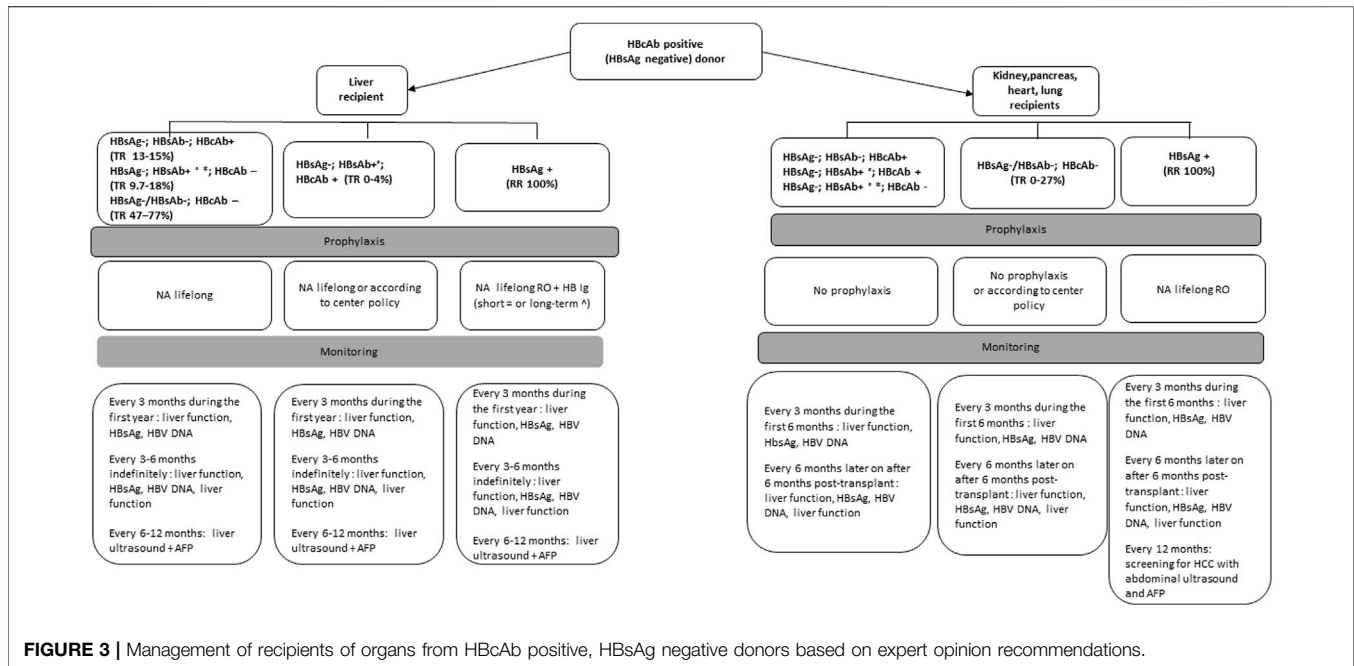 HBcAb positive
(HBsAg negative) donor
Liver
recipient
HBsAg-; HBsAb-; HBcAb+
(TR 13-15%)
HBsAg-; HBsAb+ ° *; HBcAb –
(TR 9.7-18%)
HBsAg-/HBsAb-; HBcAb –
(TR 47–77%)
HBsAg-; HBsAb+°;
HBcAb + (TR 0-4%)
HBsAg +
(RR 100%)
Prophylaxis
NA lifelong
NA lifelong or according
to center policy
NA lifelong RO + HB Ig
(short = or long-term ^)
Monitoring
Every 3 months during the
first year : liver function,
HBsAg, HBV DNA
Every 3-6 months
indefinitely : liver function,
HBsAg, HBV DNA, liver
function
Every 6-12 months: liver
ultrasound + AFP
Every 3 months during the
first year : liver function,
HBsAg, HBV DNA
Every 3-6 months
indefinitely : liver function,
HBsAg, HBV DNA, liver
function
Every 6-12 months: liver
ultrasound + AFP
Every 3 months during
the first year : liver
function, HBsAg, HBV
DNA
Every 3-6 months
indefinitely : liver
function, HBsAg, HBV
DNA, liver function
Every 6-12 months: liver
ultrasound + AFP
Kidney,pancreas,
heart, lung
recipients
HBsAg-; HBsAb-; HBcAb+
HBsAg-; HBsAb+ °; HBcAb +
HBsAg-; HBsAb+ ° *; HBcAb -
HBsAg-/HBsAb-; HBcAb-
(TR 0-27%)
HBsAg +
(RR 100%)
Prophylaxis
No prophylaxis
No prophylaxis
or according to center
policy
NA lifelong RO
Monitoring
Every 3 months during the
first 6 months : liver function,
HbsAg, HBV DNA
Every 6 months later on after
6 months post-transplant :
liver function, HBsAg, HBV
DNA, liver function
Every 3 months during the
first 6 months : liver
function, HBsAg, HBV DNA
Every 6 months later on
after 6 months post-
transplant : liver function,
HBsAg, HBV DNA, liver
function
Every 3 months during the
first 6 months : liver
function, HBsAg, HBV
DNA
Every 6 months later on
after 6 months post-
transplant : liver
function, HBsAg, HBV
DNA, liver function
Every 12 months:
screening for HCC with
abdominal ultrasound
and AFP
FIGURE 3 | Management of recipients of organs from HBcAb positive, HBsAg negative donors based on expert opinion recommendations.